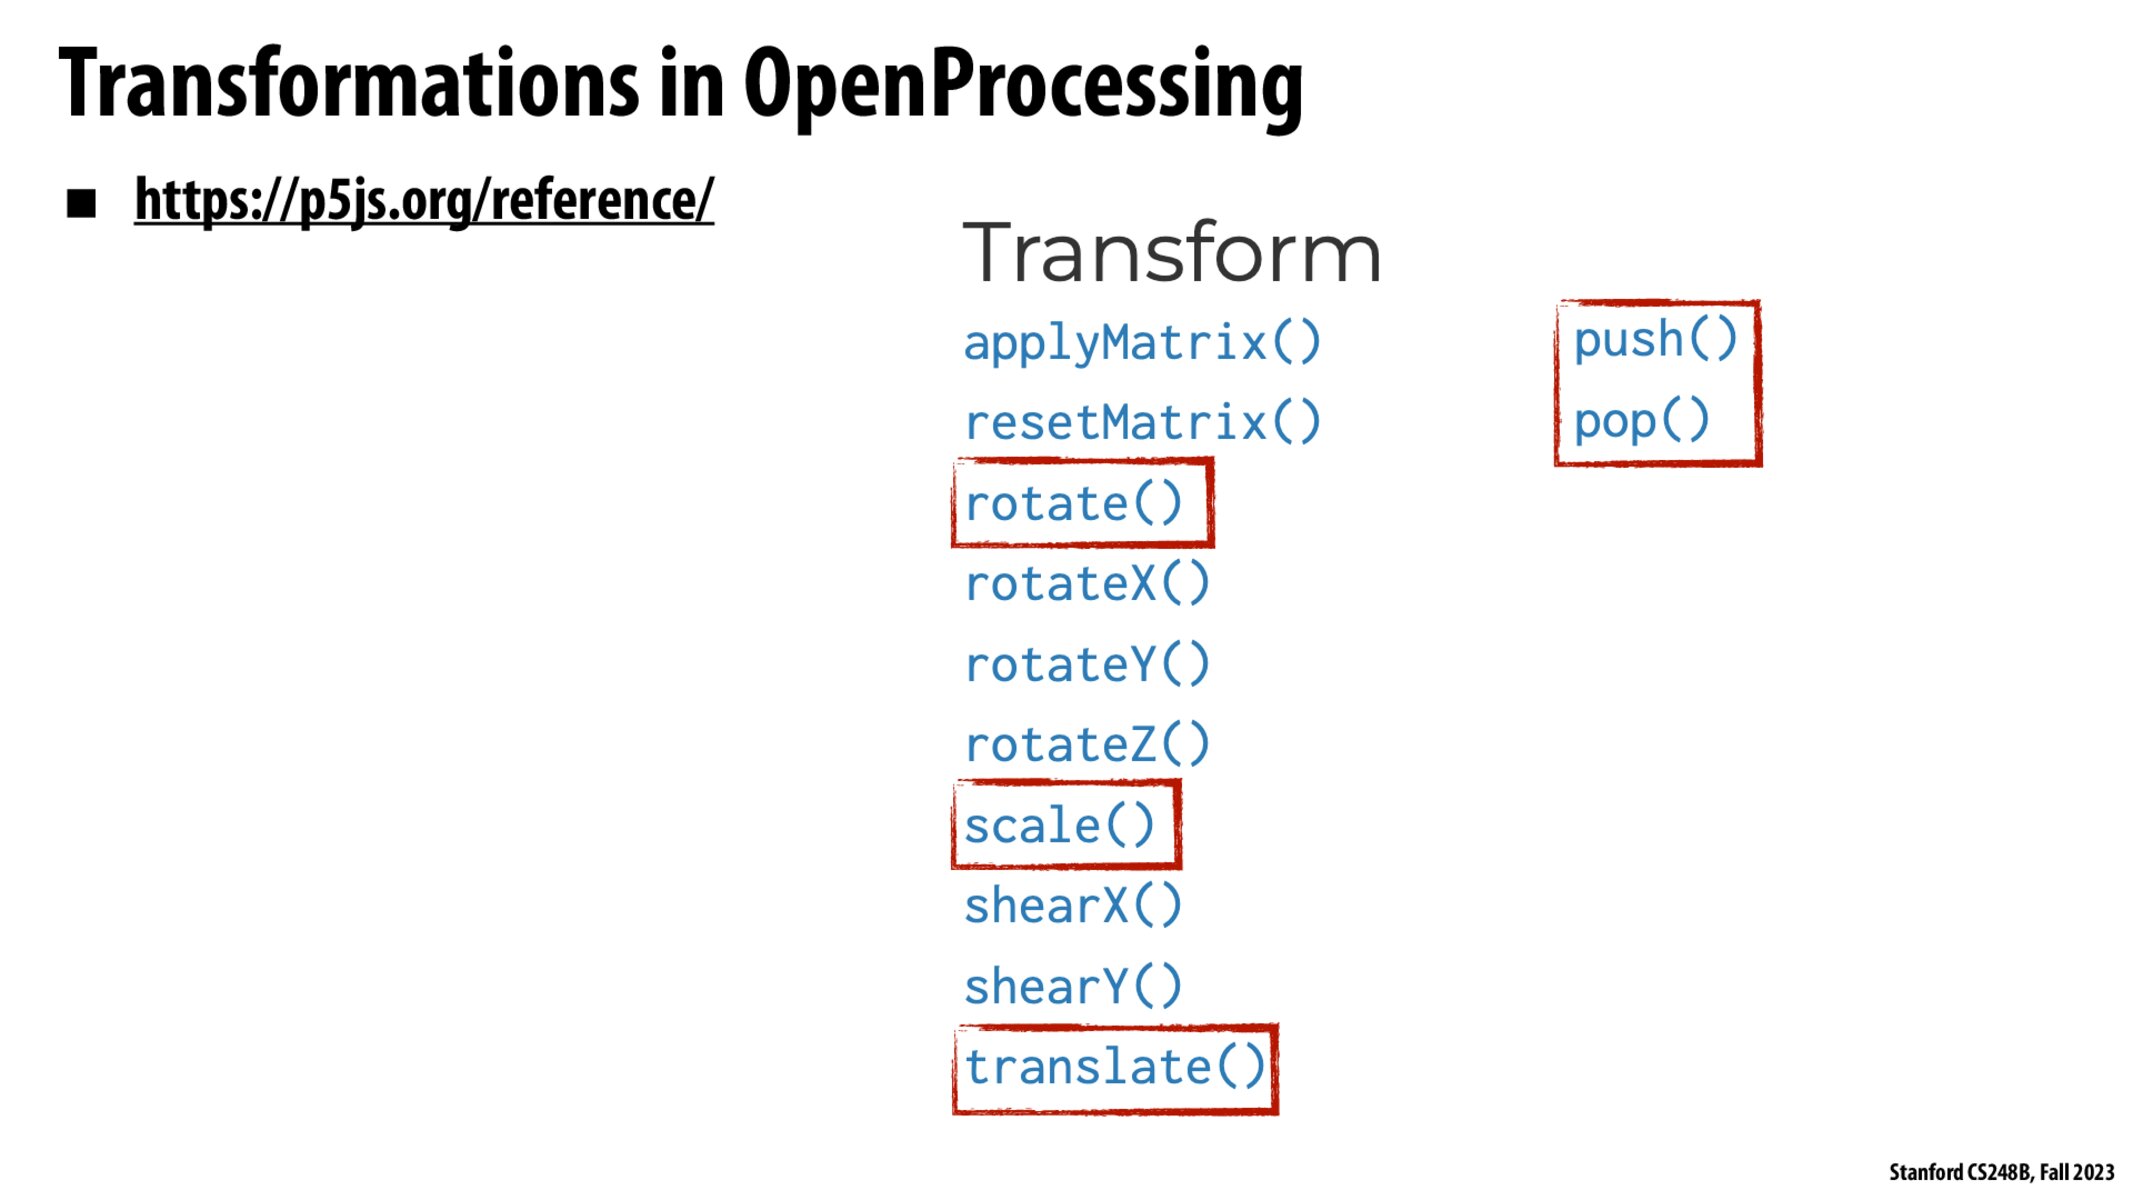 Transformations in OpenProcessing
■ https://p5js.org/reference/
Transform
applyMatrix()
resetMatrix()
rotate()
rotateX()
rotateY()
rotateZ()
scale()
shearX()
shearY()
translate()
push()
pop()
Stanford CS248B, Fall 2023